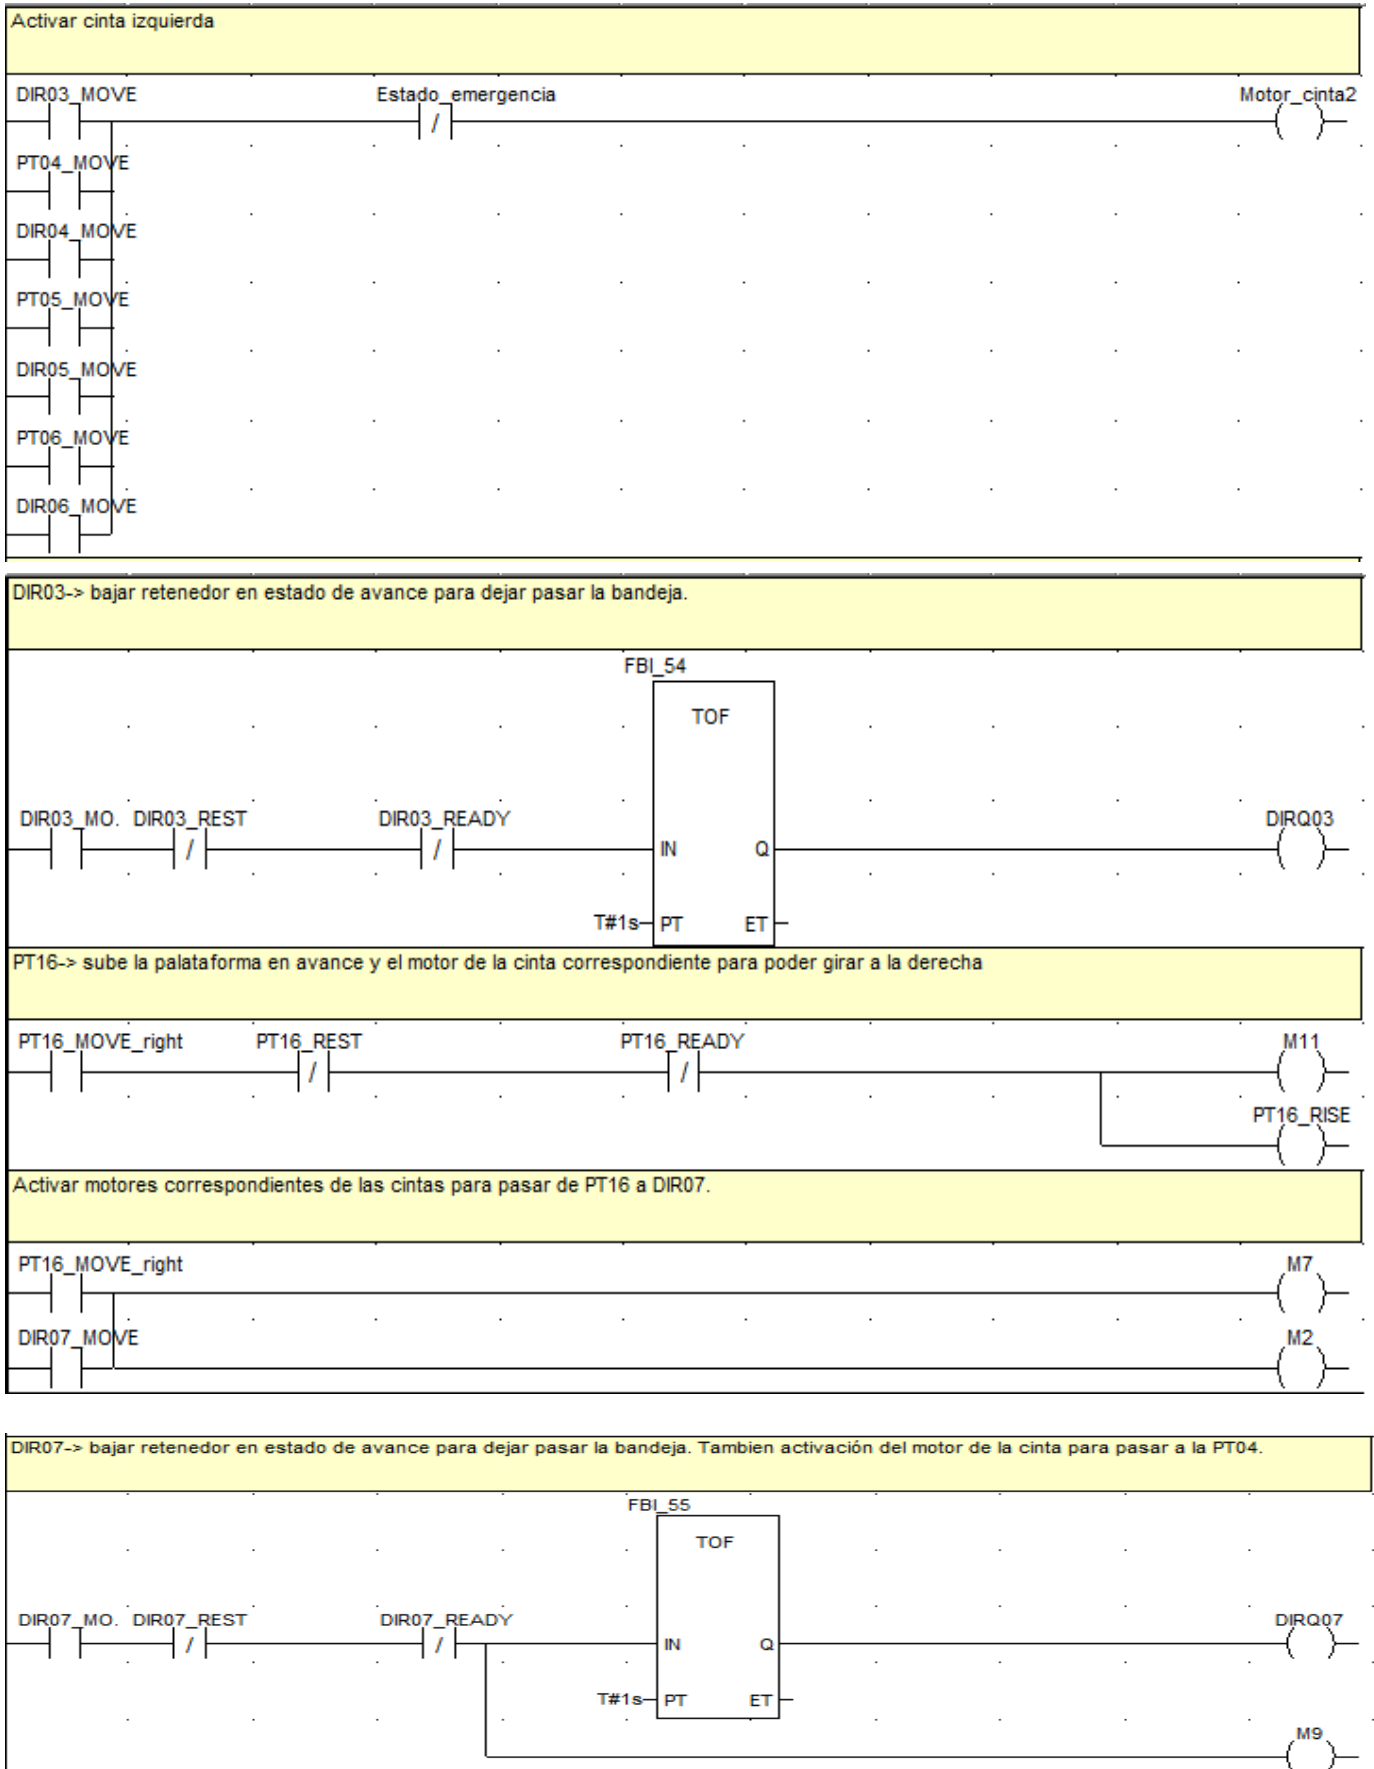 Activar cinta izquierda
DIR03_MOVE Estado_emergencia Motor_cinta2
PT04_MOVE
DIR04_MOVE
PT05_MOVE
DIR05_MOVE
PT06_MOVE
DIR06_MOVE
DIR03-> bajar retenedor en estado de avance para dejar pasar la bandeja.
FBI_54
TOF
DIR03_MO. DIR03_REST DIR03_READY DIRQ03
IN Q
T#1s PT ET
PT16-> sube la palataforma en avance y el motor de la cinta correspondiente para poder girar a la derecha
PT16_MOVE_right PT16_REST PT16_READY M11
PT16_RISE
Activar motores correspondientes de las cintas para pasar de PT16 a DIR07.
PT16_MOVE_right M7
DIR07_MOVE M2
DIR07-> bajar retenedor en estado de avance para dejar pasar la bandeja. Tambien activación del motor de la cinta para pasar a la PT04.
FBI_55
TOF
DIR07_MO. DIR07_REST DIR07_READY DIRQ07
IN Q
T#1s PT ET
M9